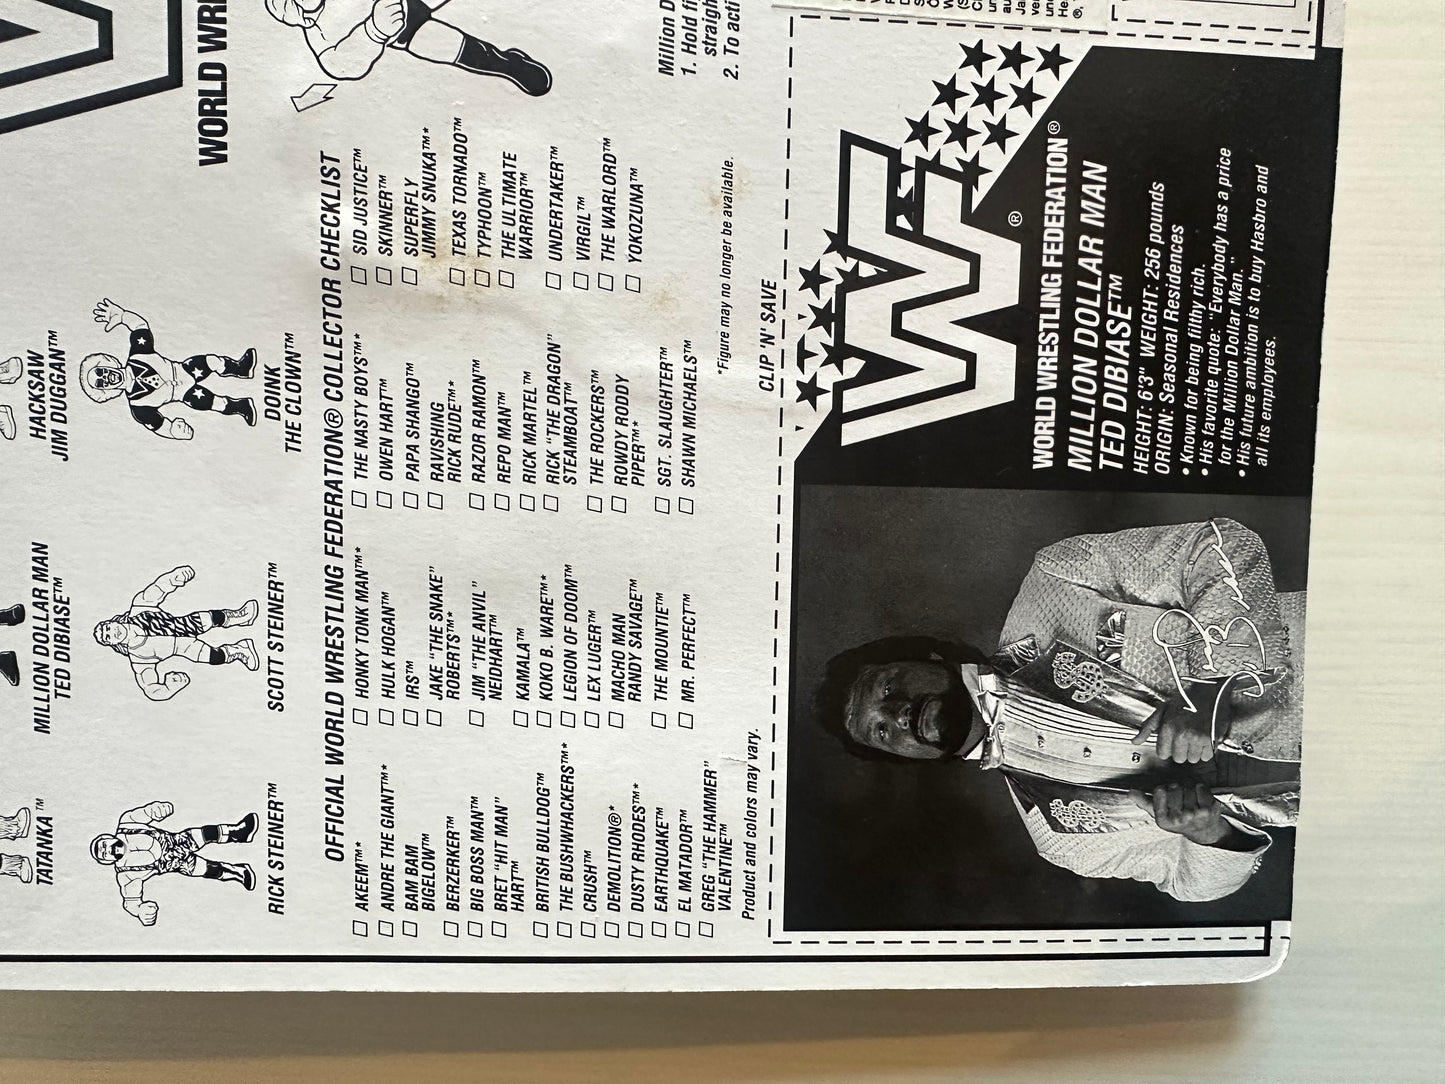 WORLD WRE
Million D
1. Hold fi
straigh
2. To acti
HACKSAW
JIM DUGGAN™
DOINK
THE CLOWN™
MILLION DOLLAR MAN
TED DIBIASE™
SCOTT STEINER™
TATANKA™
RICK STEINER™
OFFICIAL WORLD WRESTLING FEDERATION® COLLECTOR CHECKLIST
□ AKEEM™*
□ ANDRE THE GIANT™*
□ BAM BAM
BIGELOW™
□ BERZERKER™
□ BIG BOSS MAN™
□ BRET "HIT MAN"
HART™
□ BRITISH BULLDOG™
□ THE BUSHWHACKERS™*
□ CRUSH™
□ DEMOLITION®*
□ DUSTY RHODES™*
□ EARTHQUAKE™
□ EL MATADOR™
□ GREG "THE HAMMER"
VALENTINE™
□ HONKY TONK MAN™*
□ HULK HOGAN™
□ IRS™
□ JAKE "THE SNAKE"
ROBERTS™*
□ JIM "THE ANVIL"
NEIDHART™
□ KAMALA™
□ KOKO B. WARE™*
□ LEGION OF DOOM™
□ LEX LUGER™
□ MACHO MAN
RANDY SAVAGE™
□ THE MOUNTIE™
□ MR. PERFECT™
□ THE NASTY BOYS™*
□ OWEN HART™
□ PAPA SHANGO™
□ RAVISHING
RICK RUDE™*
□ RAZOR RAMON™
□ REPO MAN™
□ RICK MARTEL™
□ RICK "THE DRAGON"
STEAMBOAT™
□ THE ROCKERS™
□ ROWDY RODDY
PIPER™*
□ SGT. SLAUGHTER™
□ SHAWN MICHAELS™
□ SID JUSTICE™
□ SKINNER™
□ SUPERFLY
JIMMY SNUKA™*
□ TEXAS TORNADO™
□ TYPHOON™
□ THE ULTIMATE
WARRIOR™
□ UNDERTAKER™
□ VIRGIL™
□ THE WARLORD™
□ YOKOZUNA™
Product and colors may vary.
*Figure may no longer be available.
CLIP 'N' SAVE
WF®
WORLD WRESTLING FEDERATION®
MILLION DOLLAR MAN
TED DIBIASE™
HEIGHT: 6'3" WEIGHT: 256 pounds
ORIGIN: Seasonal Residences
• Known for being filthy rich.
• His favorite quote: "Everybody has a price
for the Million Dollar Man."
• His future ambition is to buy Hasbro and
all its employees.